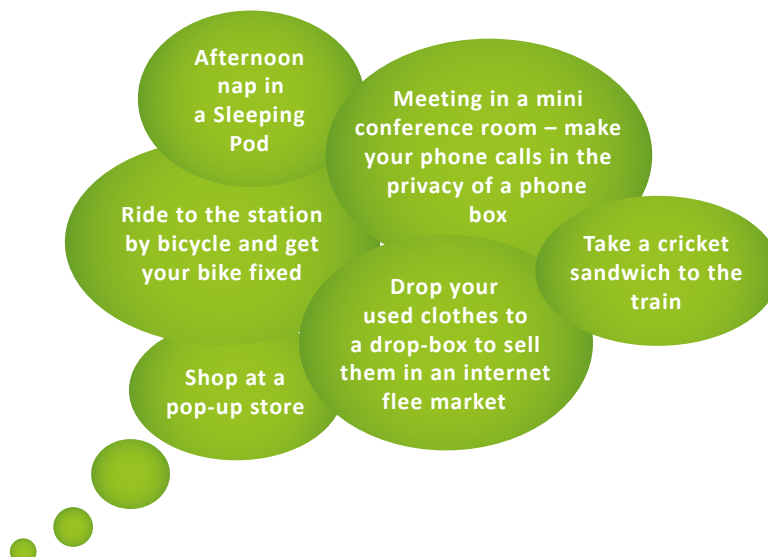 Afternoon
nap in
a Sleeping
Pod
Meeting in a mini
conference room – make
your phone calls in the
privacy of a phone
box
Ride to the station
by bicycle and get
your bike fixed
Take a cricket
sandwich to the
train
Drop your
used clothes to
a drop-box to sell
them in an internet
flee market
Shop at a
pop-up store